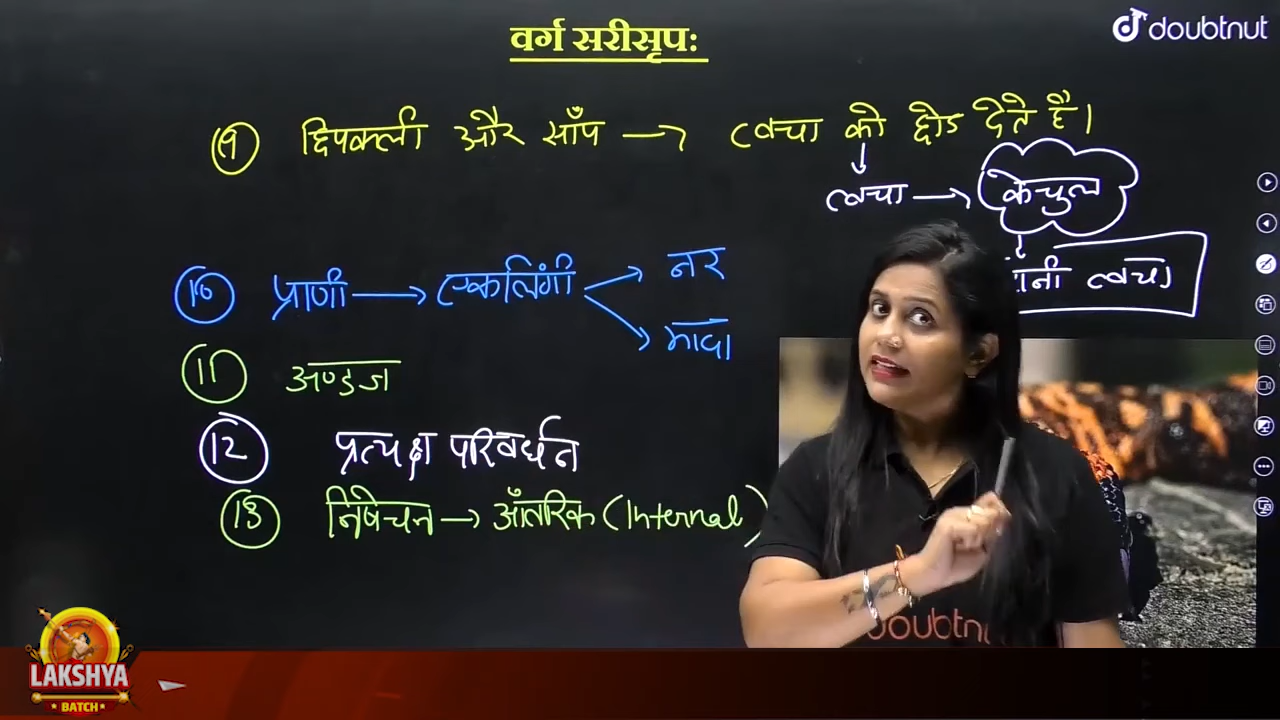 वर्ग सरीसृप:
doubtnut
⑨ छिपकली और साँप → त्वचा को छोड देते है।
त्वचा → केचुल
त्वचा
⑩ प्राणी → एकलिंगी
नर
मादा
⑪ अण्डज
⑫ प्रत्यक्ष परिवर्धन
⑬ निषेचन → आँतरिक (Internal)
doubtnu
LAKSHYA
BATCH